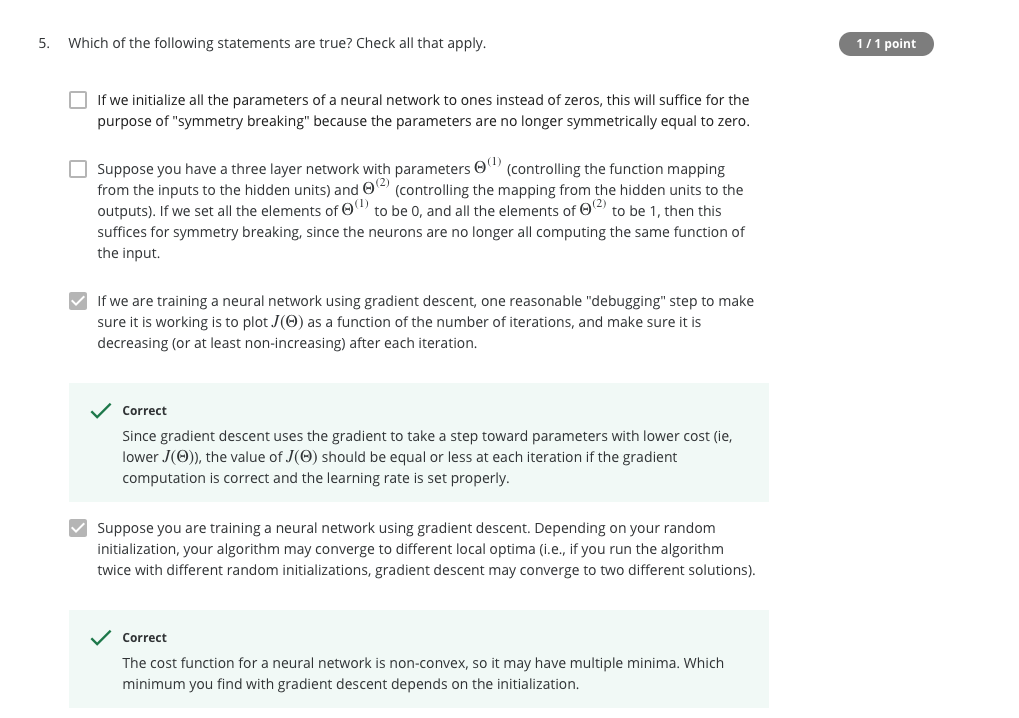 5. Which of the following statements are true? Check all that apply.
1 / 1 point
If we initialize all the parameters of a neural network to ones instead of zeros, this will suffice for the
purpose of "symmetry breaking" because the parameters are no longer symmetrically equal to zero.
Suppose you have a three layer network with parameters Θ⁽¹⁾ (controlling the function mapping
from the inputs to the hidden units) and Θ⁽²⁾ (controlling the mapping from the hidden units to the
outputs). If we set all the elements of Θ⁽¹⁾ to be 0, and all the elements of Θ⁽²⁾ to be 1, then this
suffices for symmetry breaking, since the neurons are no longer all computing the same function of
the input.
If we are training a neural network using gradient descent, one reasonable "debugging" step to make
sure it is working is to plot J(Θ) as a function of the number of iterations, and make sure it is
decreasing (or at least non-increasing) after each iteration.
Correct
Since gradient descent uses the gradient to take a step toward parameters with lower cost (ie,
lower J(Θ)), the value of J(Θ) should be equal or less at each iteration if the gradient
computation is correct and the learning rate is set properly.
Suppose you are training a neural network using gradient descent. Depending on your random
initialization, your algorithm may converge to different local optima (i.e., if you run the algorithm
twice with different random initializations, gradient descent may converge to two different solutions).
Correct
The cost function for a neural network is non-convex, so it may have multiple minima. Which
minimum you find with gradient descent depends on the initialization.